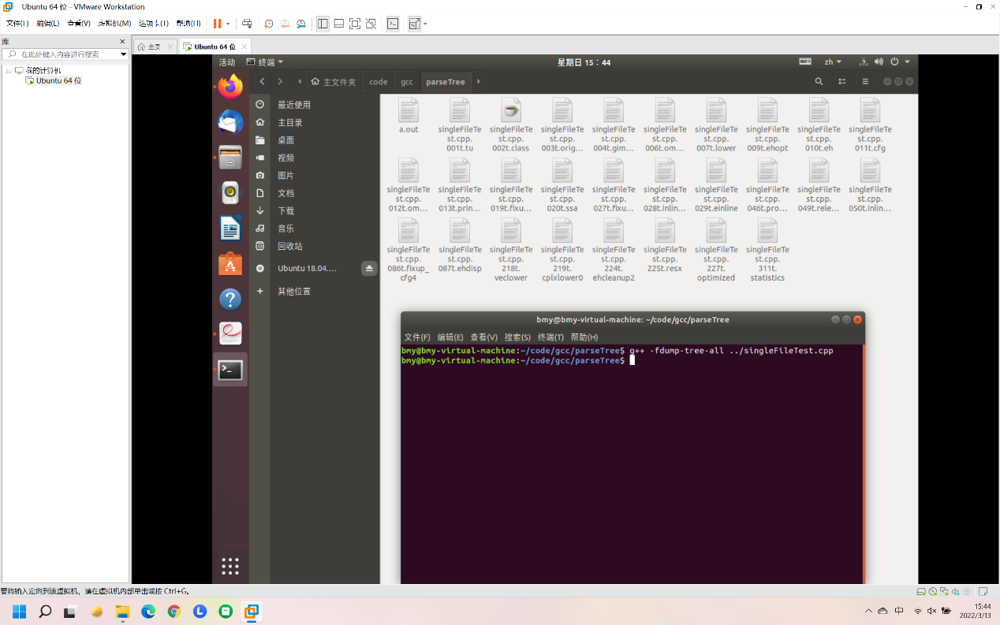 Ubuntu 64 位 - VMware Workstation
文件(F) 编辑(E) 查看(V) 虚拟机(M) 选项卡(T) 帮助(H)
库
在此处键入内容进行搜索
我的计算机
Ubuntu 64 位
主页
Ubuntu 64 位
活动 终端 星期日 15：44 zh
主文件夹 code gcc parseTree
最近使用
主目录
桌面
视频
图片
文档
下载
音乐
回收站
Ubuntu 18.04....
其他位置
a.out
singleFileTest.cpp.001t.tu
singleFileTest.cpp.002t.class
singleFileTest.cpp.003t.orig...
singleFileTest.cpp.004t.gim...
singleFileTest.cpp.006t.om...
singleFileTest.cpp.007t.lower
singleFileTest.cpp.009t.ehopt
singleFileTest.cpp.010t.eh
singleFileTest.cpp.011t.cfg
singleFileTest.cpp.012t.om...
singleFileTest.cpp.013t.prin...
singleFileTest.cpp.019t.fixu...
singleFileTest.cpp.020t.ssa
singleFileTest.cpp.027t.fixu...
singleFileTest.cpp.028t.inlin...
singleFileTest.cpp.029t.einline
singleFileTest.cpp.046t.pro...
singleFileTest.cpp.049t.rele...
singleFileTest.cpp.050t.inlin...
singleFileTest.cpp.086t.fixup_cfg4
singleFileTest.cpp.087t.ehdisp
singleFileTest.cpp.218t.veclower
singleFileTest.cpp.219t.cplxlower0
singleFileTest.cpp.224t.ehcleanup2
singleFileTest.cpp.225t.resx
singleFileTest.cpp.227t.optimized
singleFileTest.cpp.311t.statistics
bmy@bmy-virtual-machine: ~/code/gcc/parseTree
文件(F) 编辑(E) 查看(V) 搜索(S) 终端(T) 帮助(H)
bmy@bmy-virtual-machine:~/code/gcc/parseTree$ g++ -fdump-tree-all ../singleFileTest.cpp
bmy@bmy-virtual-machine:~/code/gcc/parseTree$
要将输入定向到该虚拟机，请在虚拟机内部单击或按 Ctrl+G。
中
15:44
2022/3/13